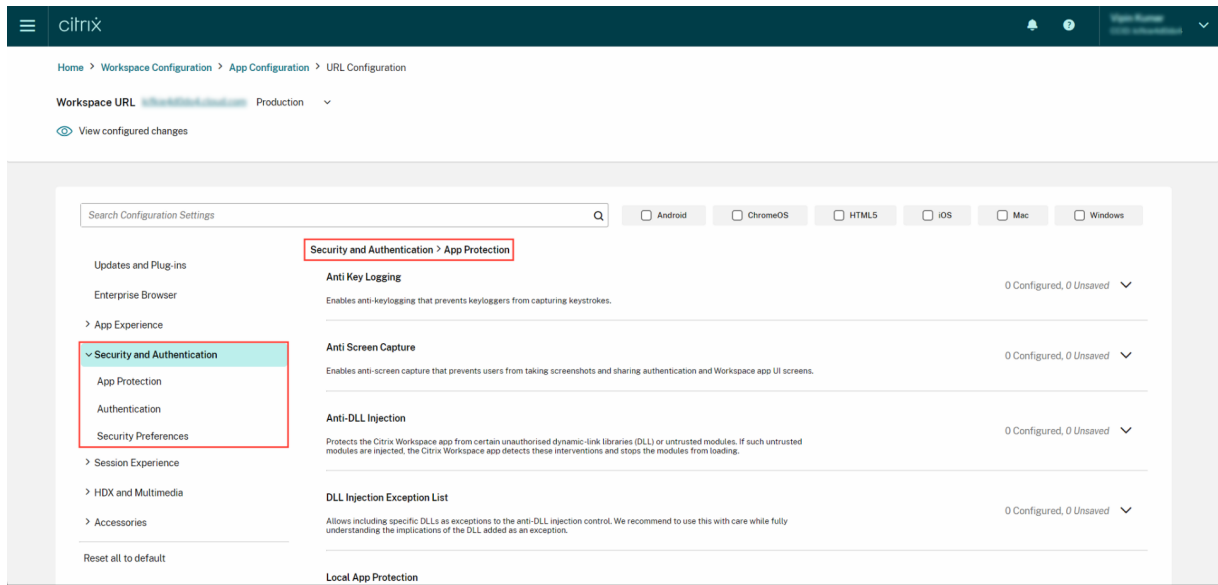 citrix
Home > Workspace Configuration > App Configuration > URL Configuration
Workspace URL
Production
View configured changes
Search Configuration Settings
Android
ChromeOS
HTML5
iOS
Mac
Windows
Updates and Plug-ins
Enterprise Browser
App Experience
Security and Authentication
App Protection
Authentication
Security Preferences
Session Experience
HDX and Multimedia
Accessories
Reset all to default
Security and Authentication > App Protection
Anti Key Logging
Enables anti-keylogging that prevents keyloggers from capturing keystrokes.
0 Configured, 0 Unsaved
Anti Screen Capture
Enables anti-screen capture that prevents users from taking screenshots and sharing authentication and Workspace app UI screens.
0 Configured, 0 Unsaved
Anti-DLL Injection
Protects the Citrix Workspace app from certain unauthorised dynamic-link libraries (DLL) or untrusted modules. If such untrusted
modules are injected, the Citrix Workspace app detects these interventions and stops the modules from loading.
0 Configured, 0 Unsaved
DLL Injection Exception List
Allows including specific DLLs as exceptions to the anti-DLL injection control. We recommend to use this with care while fully
understanding the implications of the DLL added as an exception.
0 Configured, 0 Unsaved
Local App Protection